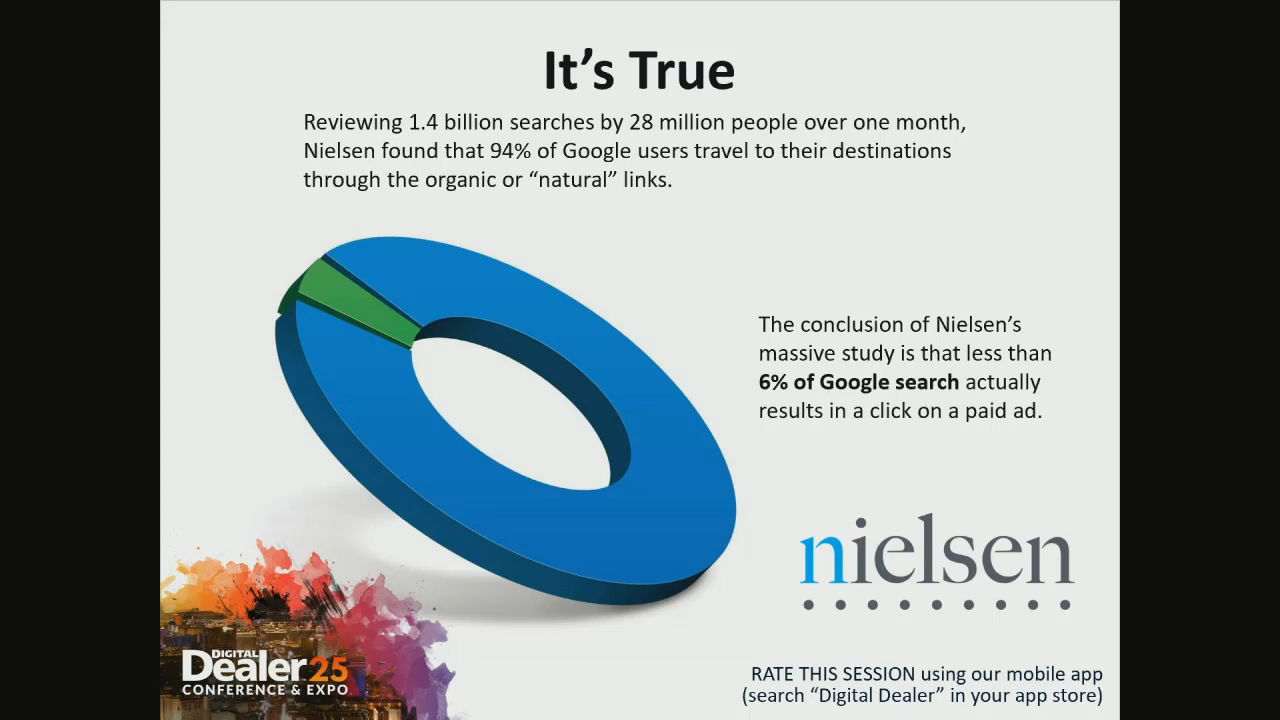 It's True
Reviewing 1.4 billion searches by 28 million people over one month,
Nielsen found that 94% of Google users travel to their destinations
through the organic or “natural” links.
The conclusion of Nielsen's
massive study is that less than
6% of Google search actually
results in a click on a paid ad.
nielsen
DIGITAL
Dealer 25
CONFERENCE & EXPO
RATE THIS SESSION using our mobile app
(search “Digital Dealer” in your app store)